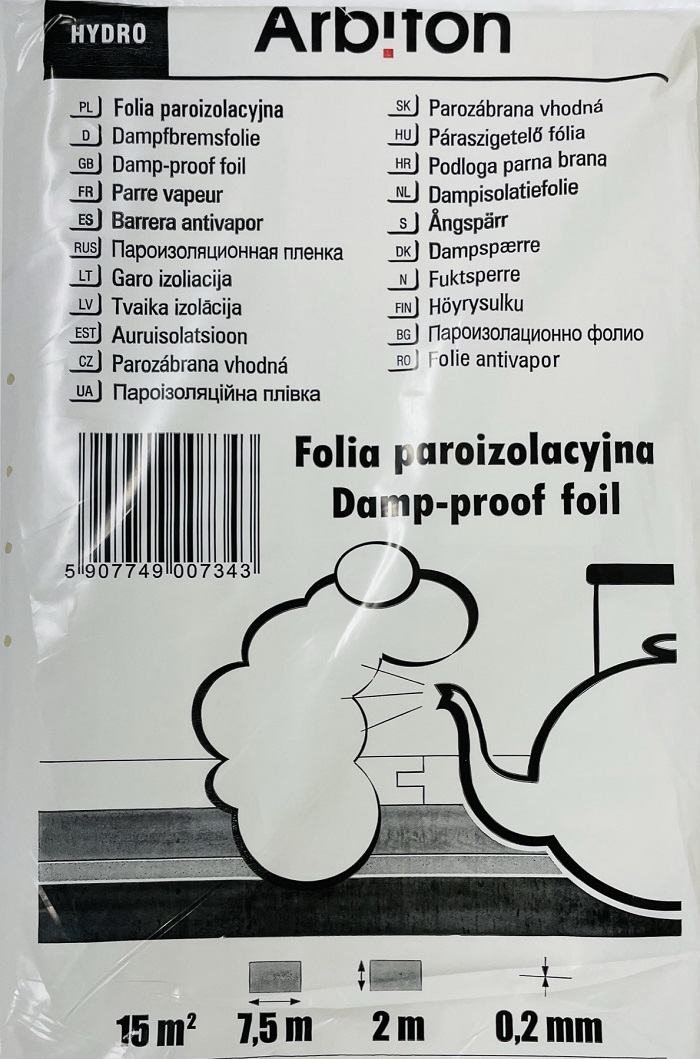 HYDRO
Arbiton
PL Folia paroizolacyjna
D Dampfbremsfolie
GB Damp-proof foil
FR Parre vapeur
ES Barrera antivapor
RUS Пароизоляционная пленка
LT Garo izoliacija
LV Tvaika izolācija
EST Auruisolatsioon
CZ Parozábrana vhodná
UA Пароізоляційна плівка
SK Parozábrana vhodná
HU Páraszigetelő fólia
HR Podloga parna brana
NL Dampisolatiefolie
S Ångspärr
DK Dampspærre
N Fuktsperre
FIN Höyrysulku
BG Пароизолационно фолио
RO Folie antivapor
Folia paroizolacyjna
Damp-proof foil
5 907749 007343
15 m² 7,5 m 2 m 0,2 mm